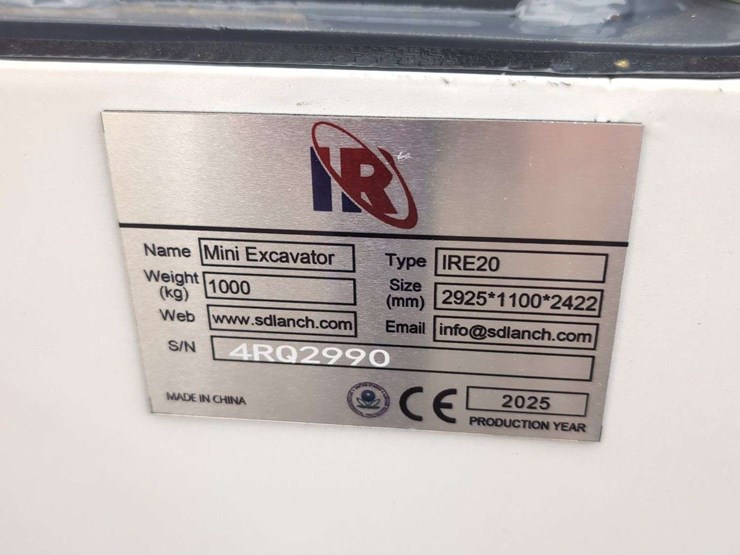 IR
Name Mini Excavator Type IRE20
Weight (kg) 1000 Size (mm) 2925*1100*2422
Web www.sdlanch.com Email info@sdlanch.com
S/N 4RQ2990
MADE IN CHINA CE 2025
PRODUCTION YEAR